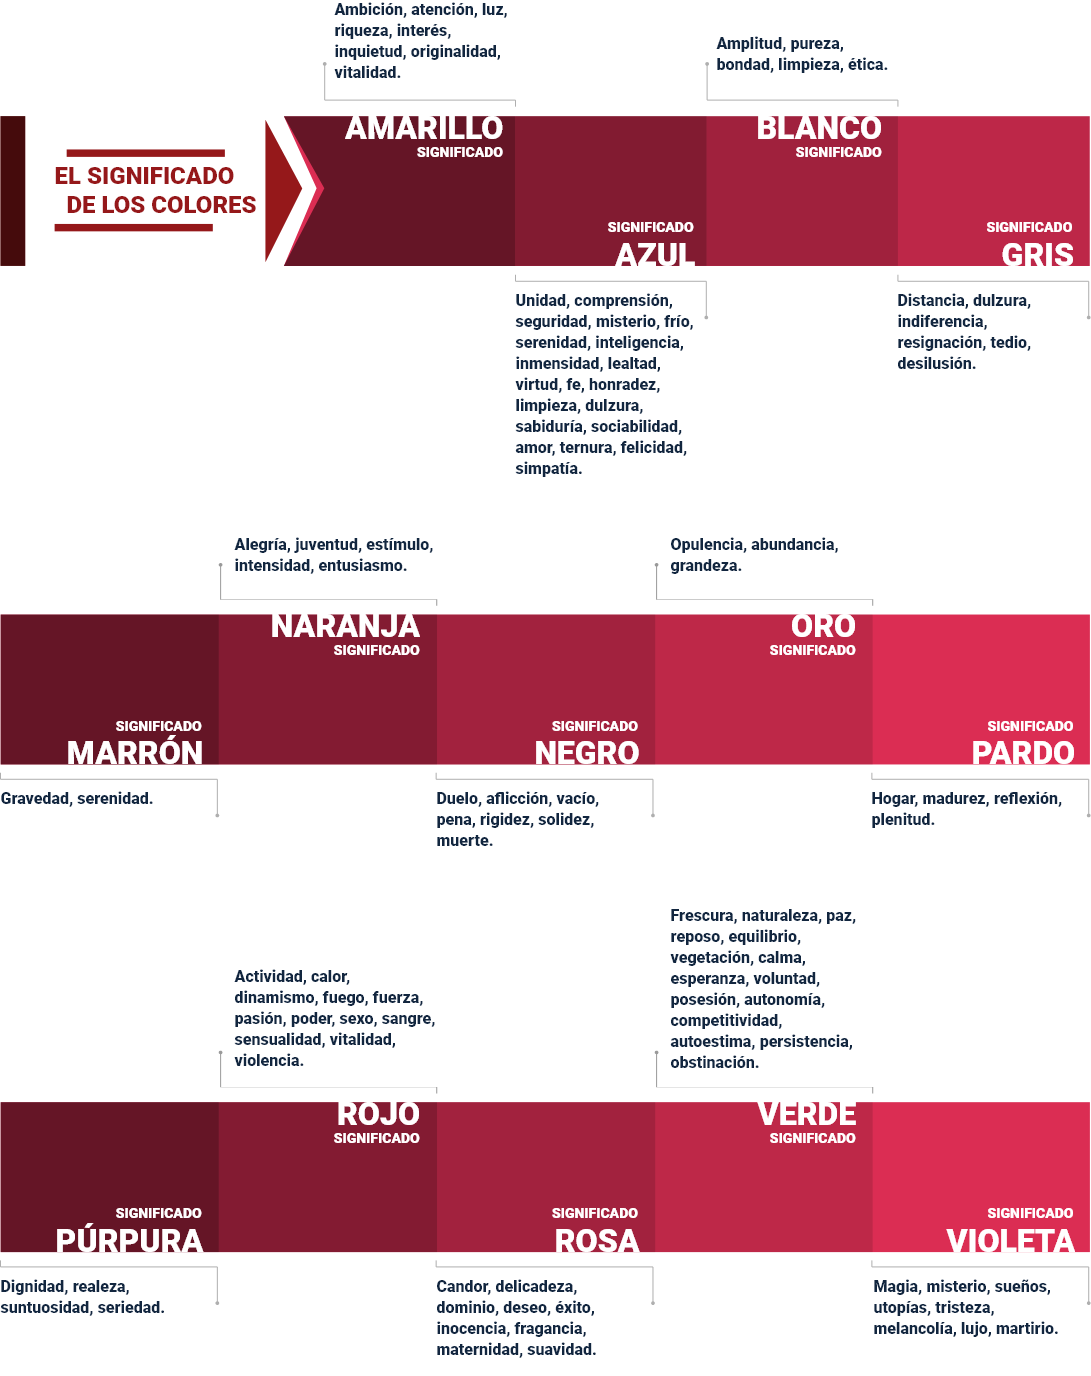 EL SIGNIFICADO
DE LOS COLORES
Ambición, atención, luz,
riqueza, interés,
inquietud, originalidad,
vitalidad.
AMARILLO
SIGNIFICADO
SIGNIFICADO
AZUL
Unidad, comprensión,
seguridad, misterio, frío,
serenidad, inteligencia,
inmensidad, lealtad,
virtud, fe, honradez,
limpieza, dulzura,
sabiduría, sociabilidad,
amor, ternura, felicidad,
simpatía.
Amplitud, pureza,
bondad, limpieza, ética.
BLANCO
SIGNIFICADO
SIGNIFICADO
GRIS
Distancia, dulzura,
indiferencia,
resignación, tedio,
desilusión.
SIGNIFICADO
MARRÓN
Gravedad, serenidad.
Alegría, juventud, estímulo,
intensidad, entusiasmo.
NARANJA
SIGNIFICADO
SIGNIFICADO
NEGRO
Duelo, aflicción, vacío,
pena, rigidez, solidez,
muerte.
Opulencia, abundancia,
grandeza.
ORO
SIGNIFICADO
SIGNIFICADO
PARDO
Hogar, madurez, reflexión,
plenitud.
SIGNIFICADO
PÚRPURA
Dignidad, realeza,
suntuosidad, seriedad.
Actividad, calor,
dinamismo, fuego, fuerza,
pasión, poder, sexo, sangre,
sensualidad, vitalidad,
violencia.
ROJO
SIGNIFICADO
SIGNIFICADO
ROSA
Candor, delicadeza,
dominio, deseo, éxito,
inocencia, fragancia,
maternidad, suavidad.
Frescura, naturaleza, paz,
reposo, equilibrio,
vegetación, calma,
esperanza, voluntad,
posesión, autonomía,
competitividad,
autoestima, persistencia,
obstinación.
VERDE
SIGNIFICADO
SIGNIFICADO
VIOLETA
Magia, misterio, sueños,
utopías, tristeza,
melancolía, lujo, martirio.